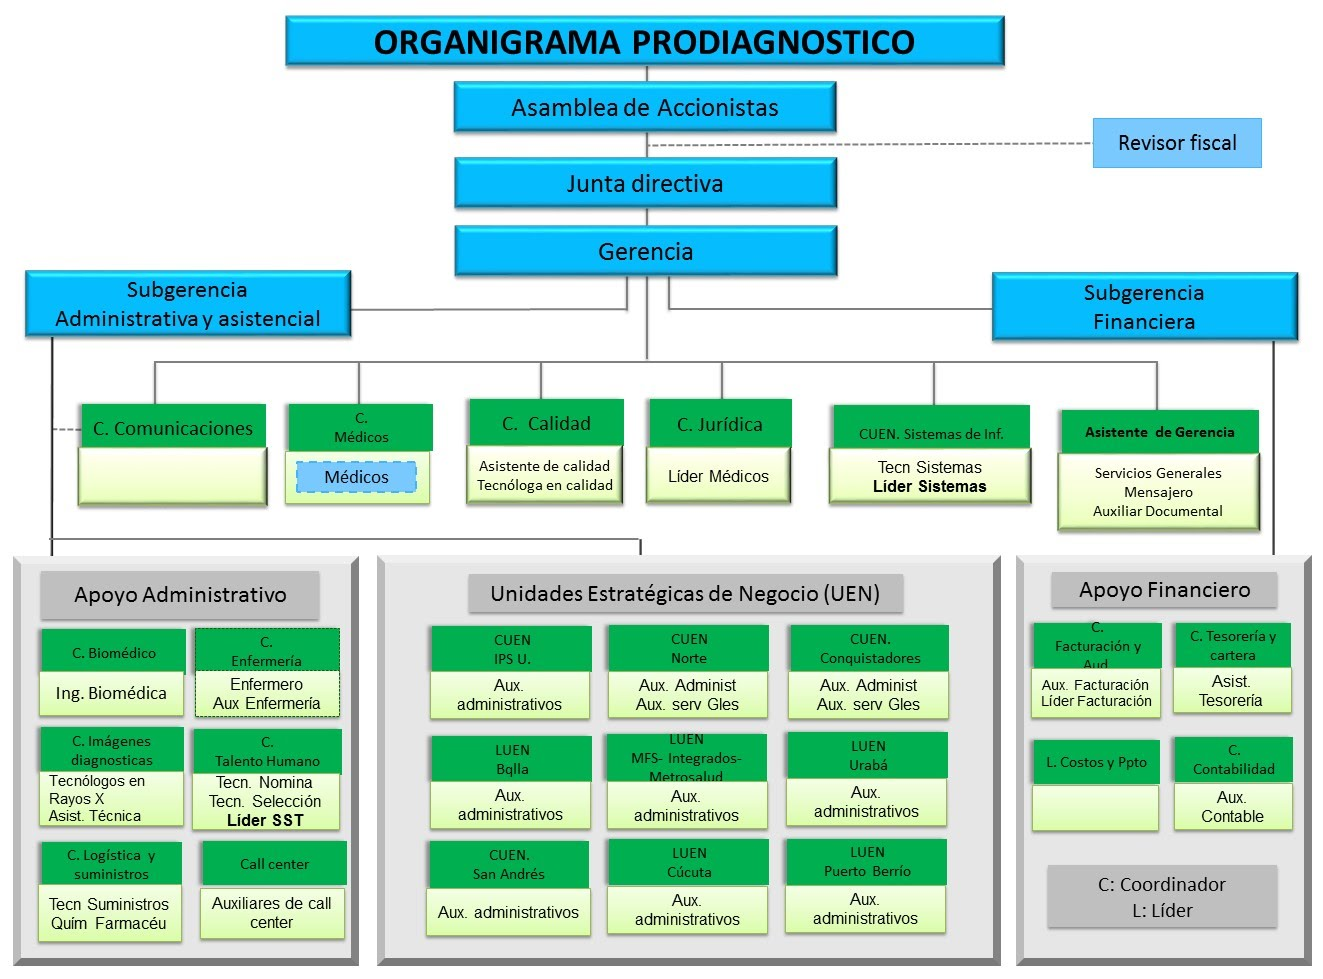 ORGANIGRAMA PRODIAGNOSTICO
Asamblea de Accionistas
Revisor fiscal
Junta directiva
Gerencia
Subgerencia
Administrativa y asistencial
Subgerencia
Financiera
C. Comunicaciones
C.
Médicos
Médicos
C. Calidad
Asistente de calidad
Tecnóloga en calidad
C. Jurídica
Líder Médicos
CUEN. Sistemas de Inf.
Tecn Sistemas
Líder Sistemas
Asistente de Gerencia
Servicios Generales
Mensajero
Auxiliar Documental
Apoyo Administrativo
C. Biomédico
Ing. Biomédica
C.
Enfermería
Enfermero
Aux Enfermería
C. Imágenes
diagnosticas
Tecnólogos en
Rayos X
Asist. Técnica
C.
Talento Humano
Tecn. Nomina
Tecn. Selección
Líder SST
C. Logística y
suministros
Tecn Suministros
Quím Farmacéu
Call center
Auxiliares de call
center
Unidades Estratégicas de Negocio (UEN)
CUEN
IPS U.
Aux.
administrativos
CUEN
Norte
Aux. Administ
Aux. serv Gles
CUEN.
Conquistadores
Aux. Administ
Aux. serv Gles
LUEN
Bqlla
Aux.
administrativos
LUEN
MFS- Integrados-
Metrosalud
Aux.
administrativos
LUEN
Urabá
Aux.
administrativos
CUEN.
San Andrés
Aux. administrativos
LUEN
Cúcuta
Aux.
administrativos
LUEN
Puerto Berrío
Aux.
administrativos
Apoyo Financiero
C.
Facturación y
Aud
Aux. Facturación
Líder Facturación
C. Tesorería y
cartera
Asist.
Tesorería
L. Costos y Ppto
C.
Contabilidad
Aux.
Contable
C: Coordinador
L: Líder